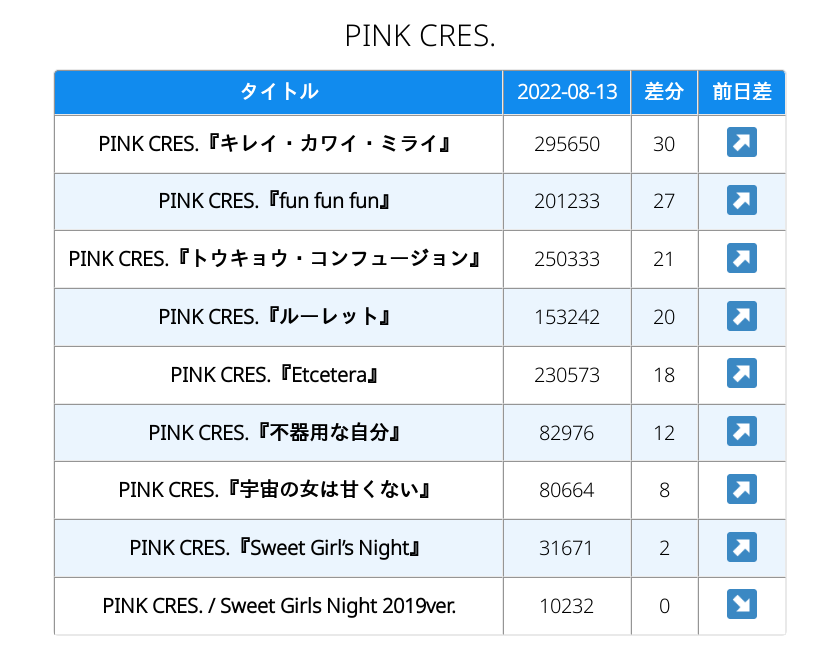 PINK CRES.
タイトル 2022-08-13 差分 前日差
PINK CRES.『キレイ・カワイ・ミライ』 295650 30 ↗
PINK CRES.『fun fun fun』 201233 27 ↗
PINK CRES.『トウキョウ・コンフュージョン』 250333 21 ↗
PINK CRES.『ルーレット』 153242 20 ↗
PINK CRES.『Etcetera』 230573 18 ↗
PINK CRES.『不器用な自分』 82976 12 ↗
PINK CRES.『宇宙の女は甘くない』 80664 8 ↗
PINK CRES.『Sweet Girl’s Night』 31671 2 ↗
PINK CRES. / Sweet Girls Night 2019ver. 10232 0 ↘